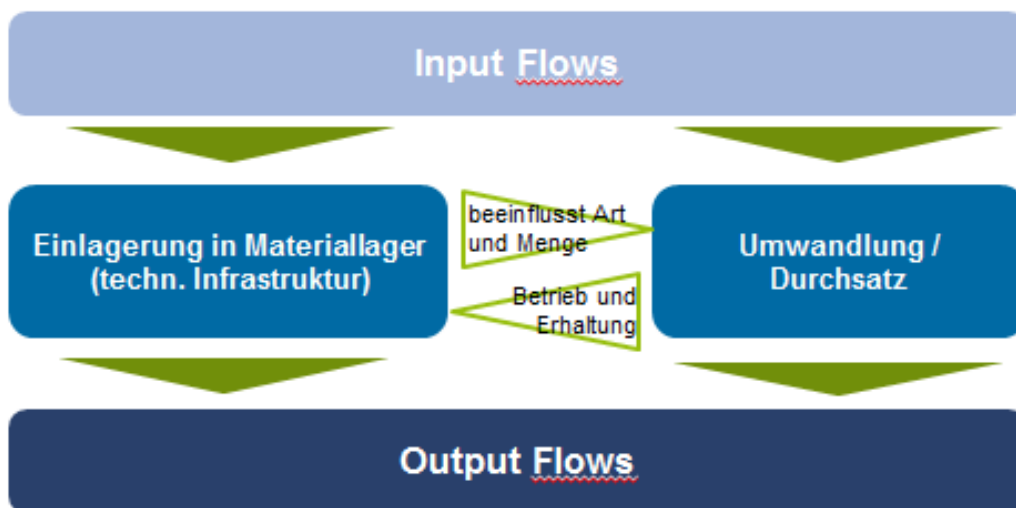 Input Flows
Einlagerung in Materiallager
(techn. Infrastruktur)
beeinflusst Art
und Menge
Betrieb und
Erhaltung
Umwandlung /
Durchsatz
Output Flows